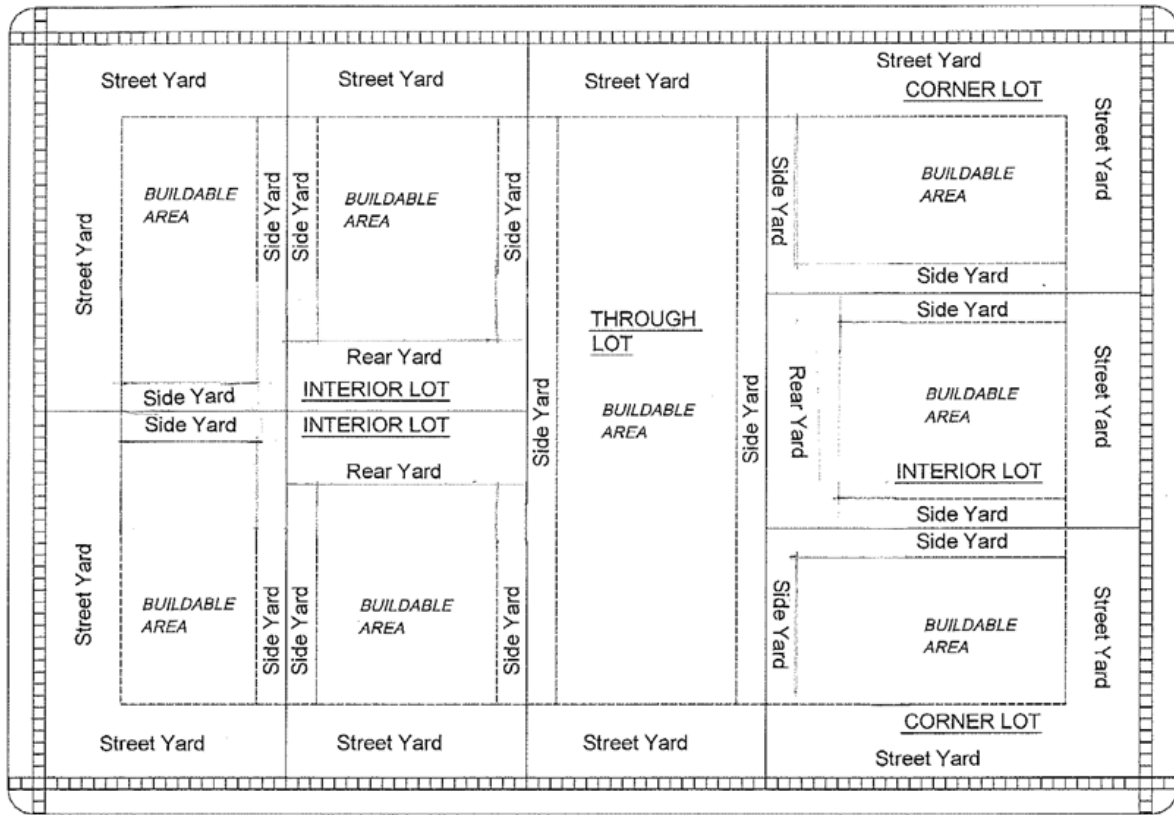 Street Yard
Street Yard
Street Yard
Street Yard
CORNER LOT
Street Yard
BUILDABLE
AREA
Side Yard
Side Yard
BUILDABLE
AREA
Side Yard
Side Yard
BUILDABLE
AREA
Street Yard
Side Yard
Side Yard
THROUGH
LOT
Rear Yard
INTERIOR LOT
Side Yard
Side Yard
INTERIOR LOT
Rear Yard
Side Yard
BUILDABLE
AREA
Side Yard
Rear Yard
BUILDABLE
AREA
Street Yard
INTERIOR LOT
Side Yard
Side Yard
Street Yard
BUILDABLE
AREA
Side Yard
Side Yard
BUILDABLE
AREA
Side Yard
Side Yard
BUILDABLE
AREA
Street Yard
CORNER LOT
Street Yard
Street Yard
Street Yard
Street Yard